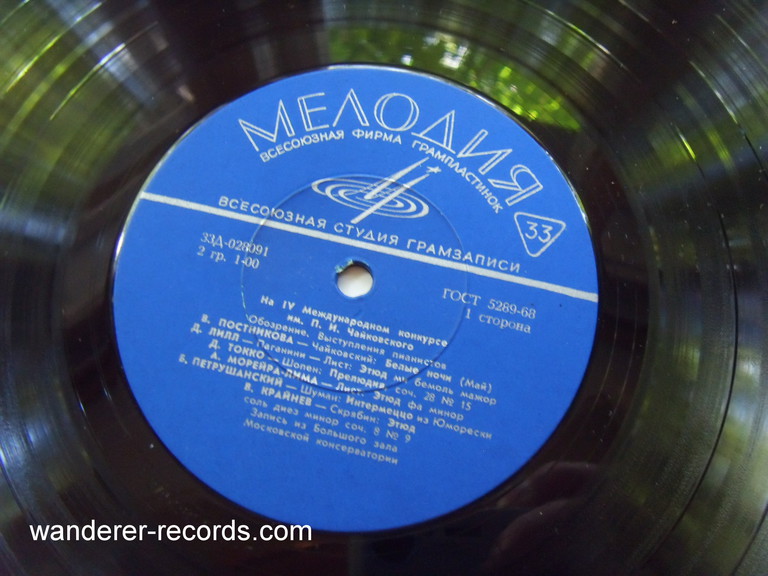 МЕЛОДИЯ
ВСЕСОЮЗНАЯ ФИРМА ГРАМПЛАСТИНОК
ВСЕСОЮЗНАЯ СТУДИЯ ГРАМЗАПИСИ
33
33Д-028091
2 гр. 1-00
ГОСТ 5289-68
1 сторона
На IV Международном конкурсе
им. П. И. Чайковского
Обозрение. Выступления пианистов
В. ПОСТНИКОВА — Чайковский: Белые ночи (Май)
Д. ЛИЛЛ — Паганини — Лист: Этюд ми бемоль мажор
Д. ТОККО — Шопен: Прелюдия соч. 28 № 15
А. МОРЕЙРА-ЛИМА — Лист: Этюд фа минор
Б. ПЕТРУШАНСКИЙ — Шуман: Интермеццо из Юморески
В. КРАЙНЕВ — Скрябин: Этюд
соль диез минор соч. 8 № 9
Запись из Большого зала
Московской консерватории
wanderer-records.com